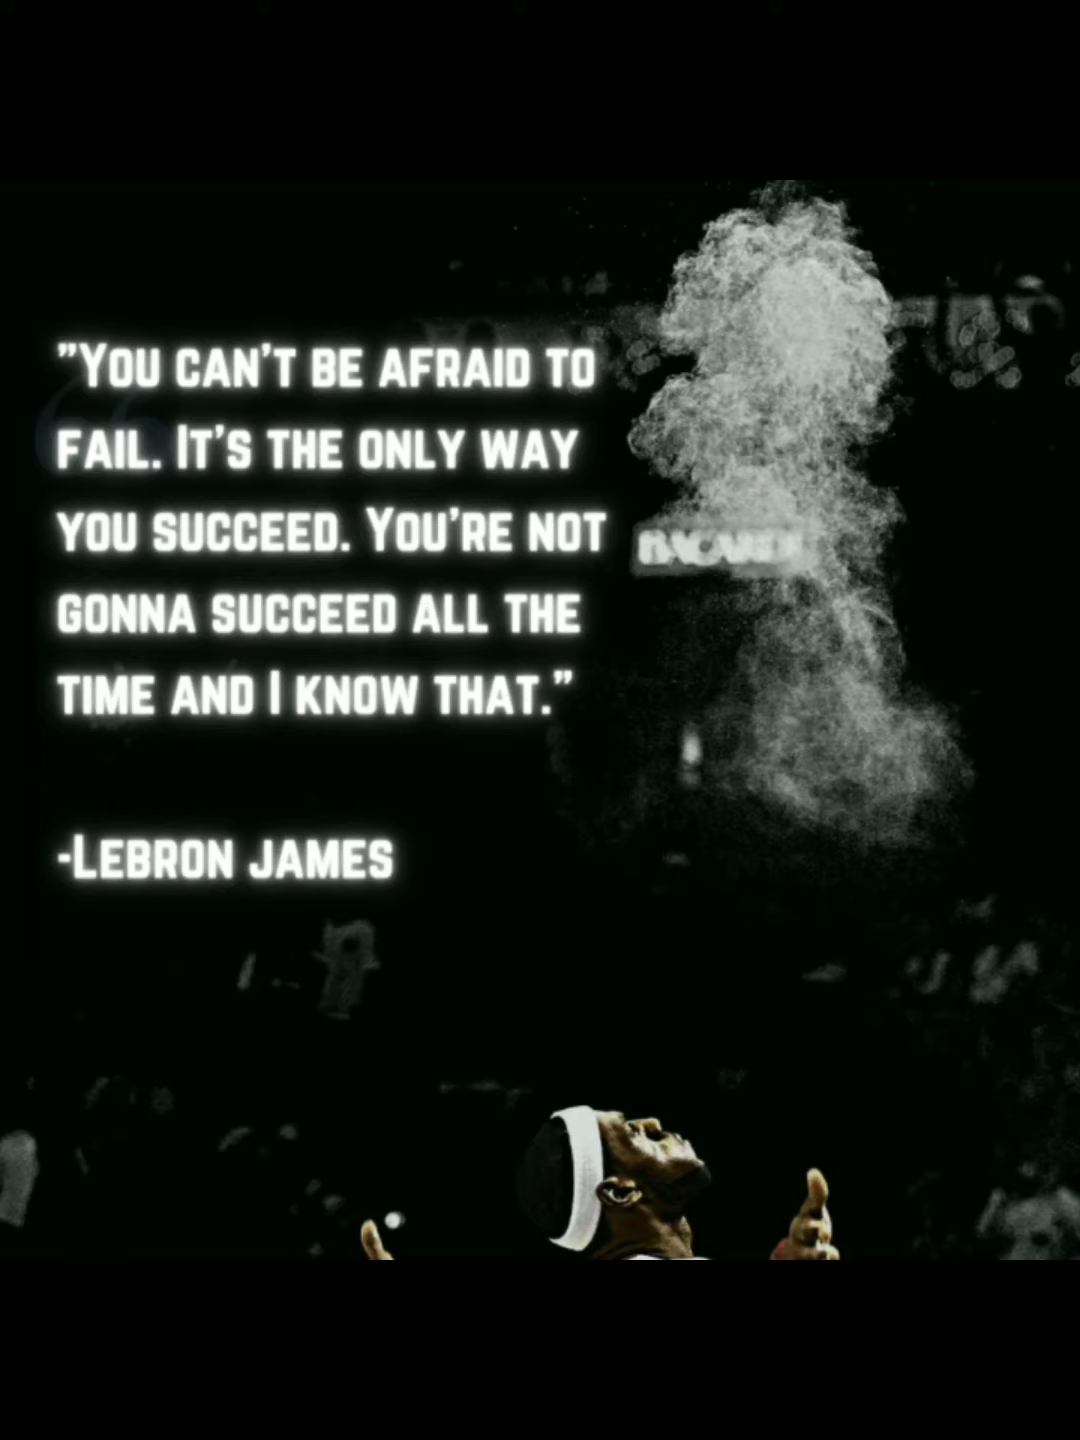 "You can't be afraid to
fail. It's the only way
you succeed. You're not
gonna succeed all the
time and I know that."
-Lebron james